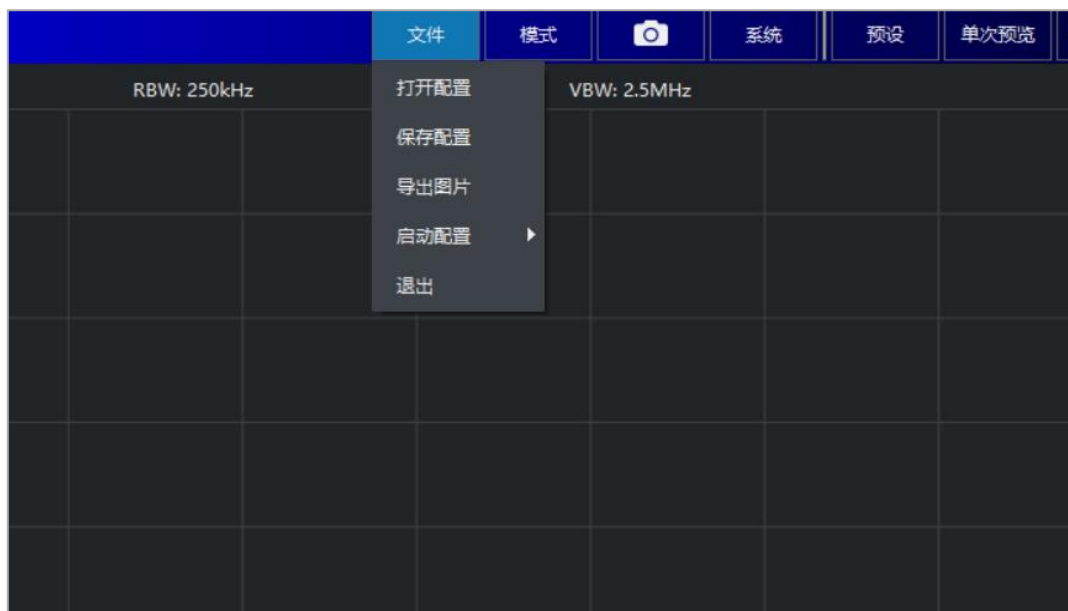 文件 模式 系统 预设 单次预览
RBW: 250kHz VBW: 2.5MHz
打开配置
保存配置
导出图片
启动配置
退出